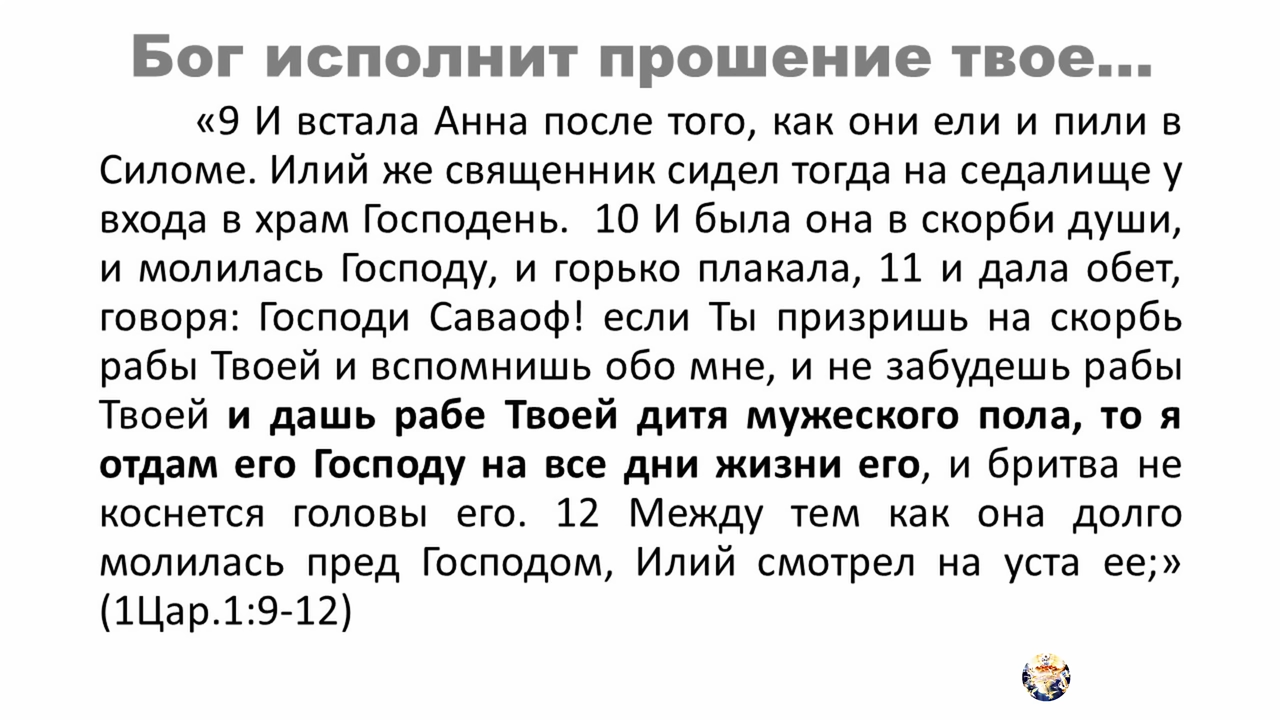 Бог исполнит прошение твое...
«9 И встала Анна после того, как они ели и пили в
Силоме. Илий же священник сидел тогда на седалище у
входа в храм Господень. 10 И была она в скорби души,
и молилась Господу, и горько плакала, 11 и дала обет,
говоря: Господи Саваоф! если Ты призришь на скорбь
рабы Твоей и вспомнишь обо мне, и не забудешь рабы
Твоей и дашь рабе Твоей дитя мужеского пола, то я
отдам его Господу на все дни жизни его, и бритва не
коснется головы его. 12 Между тем как она долго
молилась пред Господом, Илий смотрел на уста ее;»
(1Цар.1:9-12)